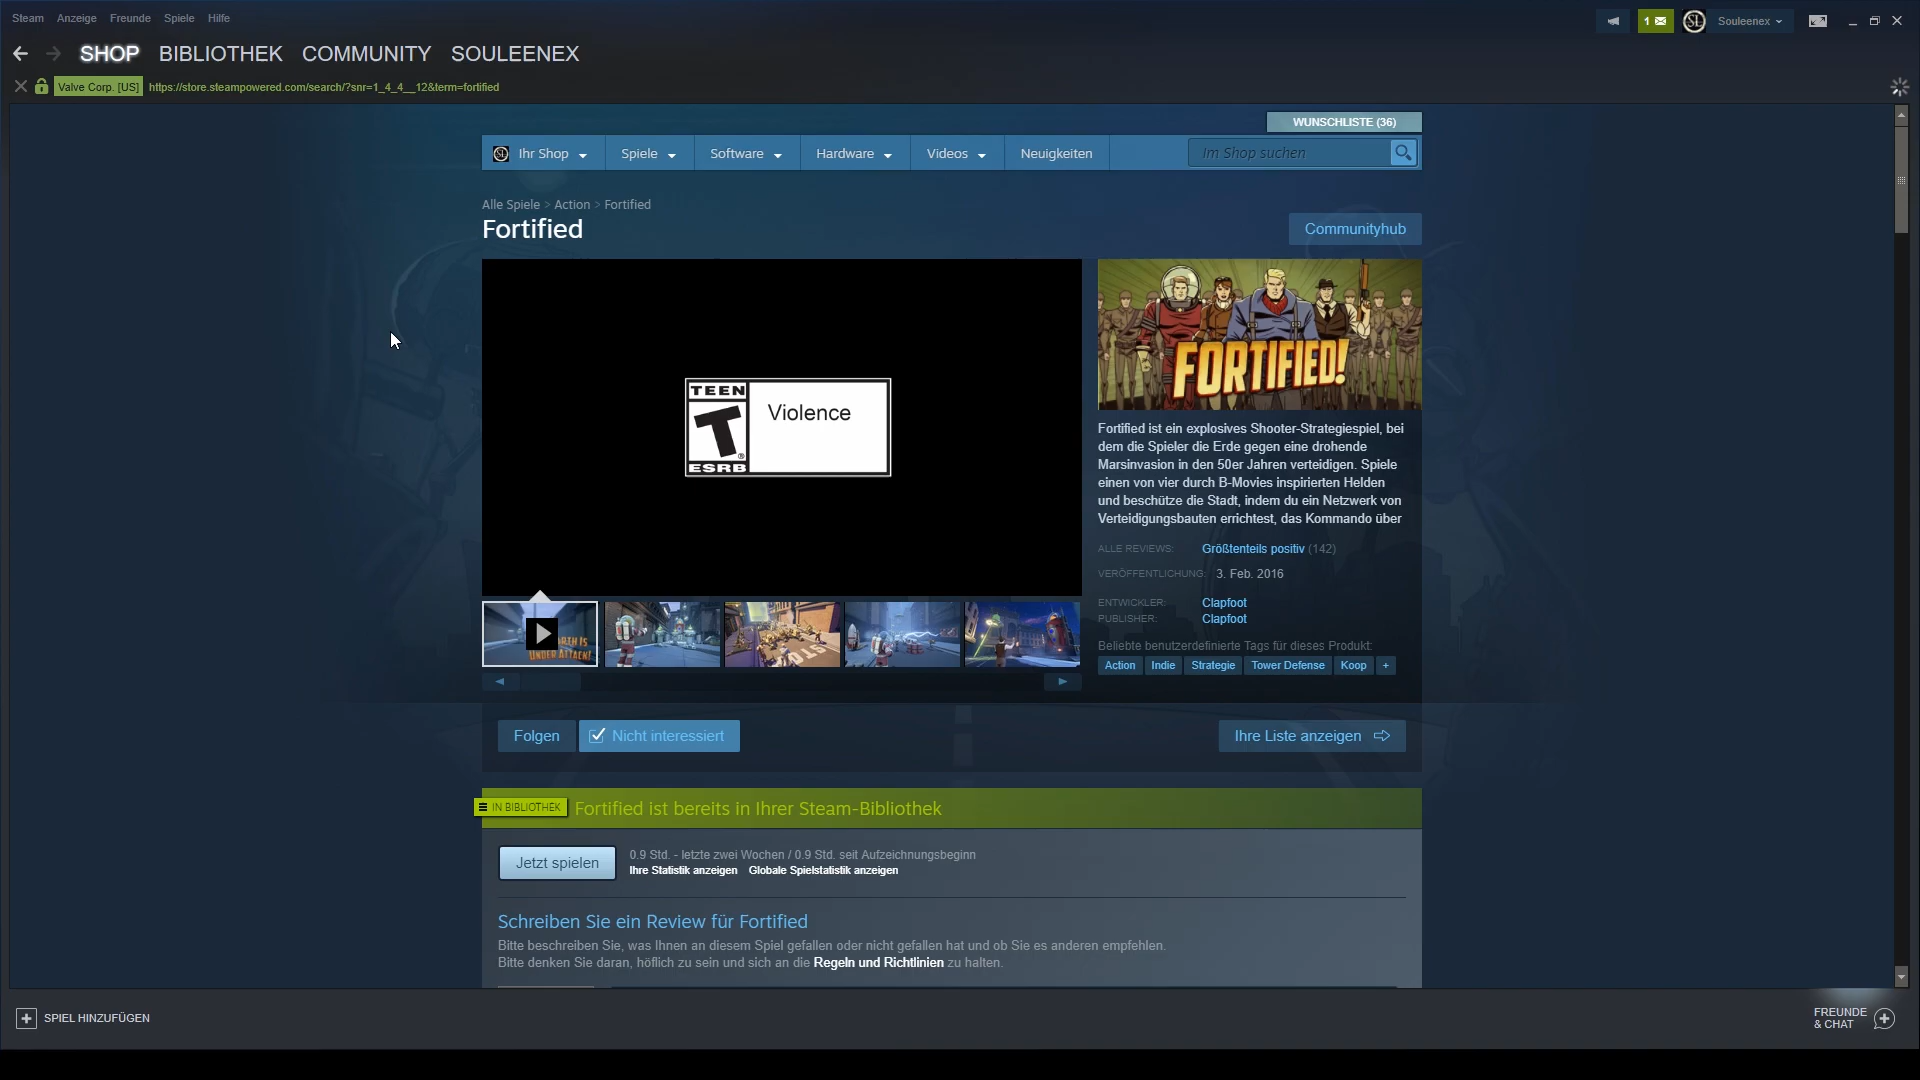 Steam Anzeige Freunde Spiele Hilfe
1
Souleenex
SHOP BIBLIOTHEK COMMUNITY SOULEENEX
Valve Corp. [US] https://store.steampowered.com/search/?snr=1_4_4__12&term=fortified
WUNSCHLISTE (36)
Ihr Shop Spiele Software Hardware Videos Neuigkeiten Im Shop suchen
Alle Spiele > Action > Fortified
Fortified
Communityhub
TEEN
T
ESRB
Violence
FORTIFIED!
Fortified ist ein explosives Shooter-Strategiespiel, bei
dem die Spieler die Erde gegen eine drohende
Marsinvasion in den 50er Jahren verteidigen. Spiele
einen von vier durch B-Movies inspirierten Helden
und beschütze die Stadt, indem du ein Netzwerk von
Verteidigungsbauten errichtest, das Kommando über
ALLE REVIEWS: Größtenteils positiv (142)
VERÖFFENTLICHUNG: 3. Feb. 2016
ENTWICKLER: Clapfoot
PUBLISHER: Clapfoot
Beliebte benutzerdefinierte Tags für dieses Produkt:
Action Indie Strategie Tower Defense Koop +
UNDER ATTACK!
Folgen Nicht interessiert Ihre Liste anzeigen
IN BIBLIOTHEK Fortified ist bereits in Ihrer Steam-Bibliothek
Jetzt spielen
0.9 Std. - letzte zwei Wochen / 0.9 Std. seit Aufzeichnungsbeginn
Ihre Statistik anzeigen Globale Spielstatistik anzeigen
Schreiben Sie ein Review für Fortified
Bitte beschreiben Sie, was Ihnen an diesem Spiel gefallen oder nicht gefallen hat und ob Sie es anderen empfehlen.
Bitte denken Sie daran, höflich zu sein und sich an die Regeln und Richtlinien zu halten.
SPIEL HINZUFÜGEN
FREUNDE
& CHAT